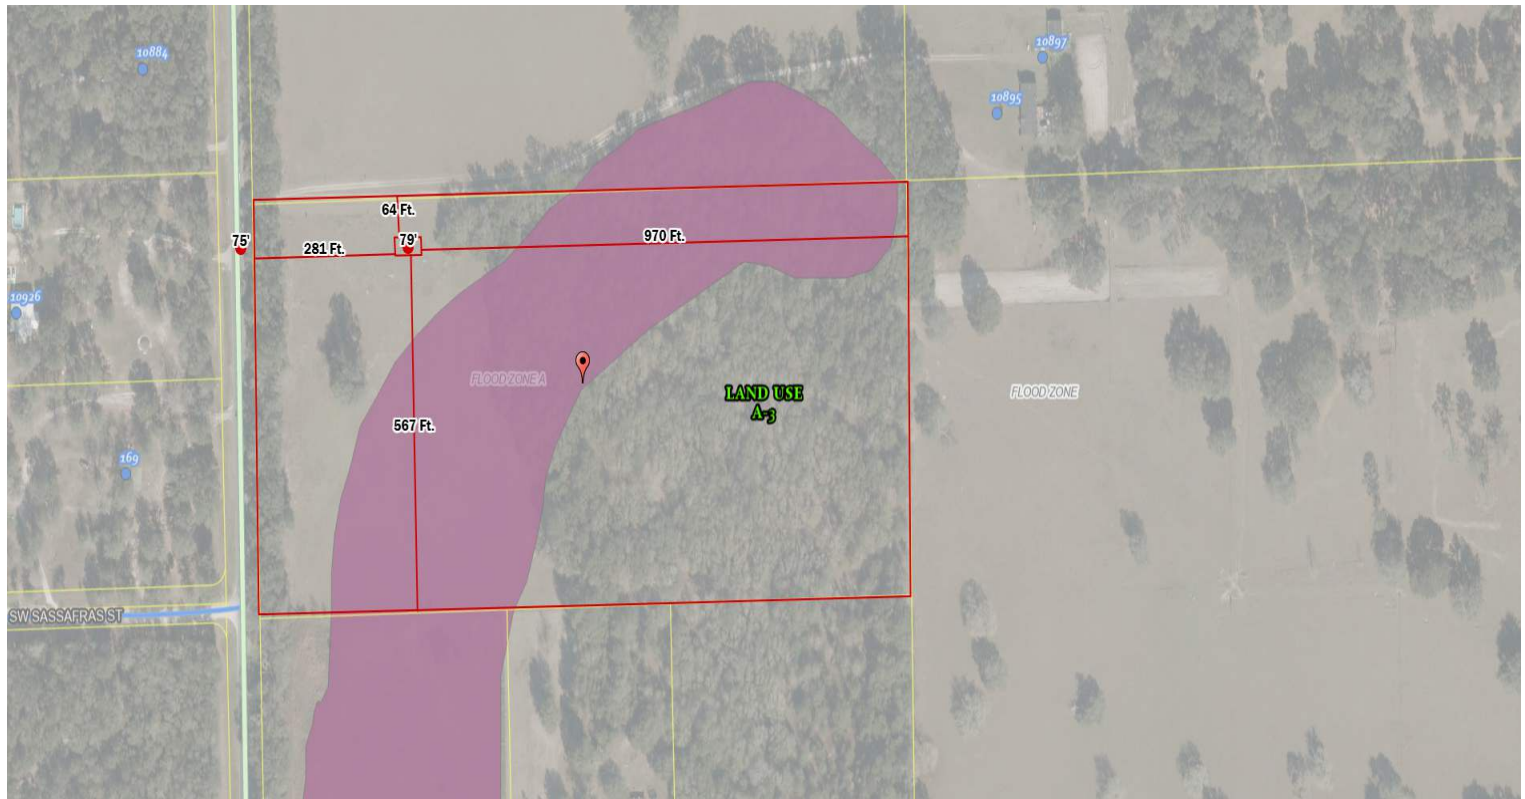 10884
10897
10895
64 Ft.
75'
281 Ft.
79'
970 Ft.
10926
FLOOD ZONE A
LAND USE
A-3
FLOOD ZONE
567 Ft.
169
SW SASSAFRAS ST